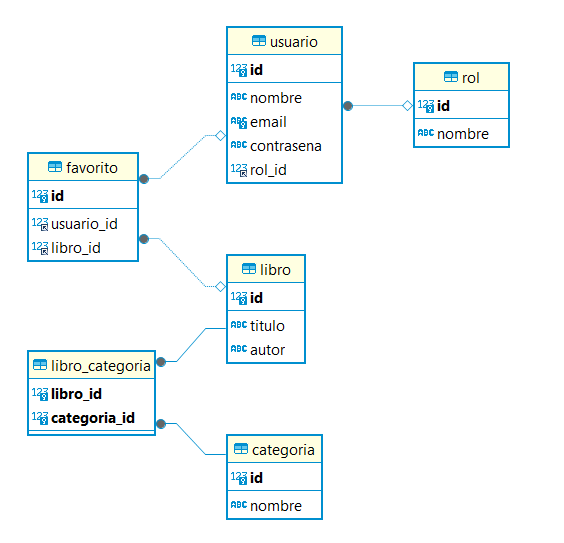 usuario
123 id
ABC nombre
ABC email
ABC contrasena
123 rol_id
rol
123 id
ABC nombre
favorito
123 id
123 usuario_id
123 libro_id
libro
123 id
ABC titulo
ABC autor
libro_categoria
123 libro_id
123 categoria_id
categoria
123 id
ABC nombre